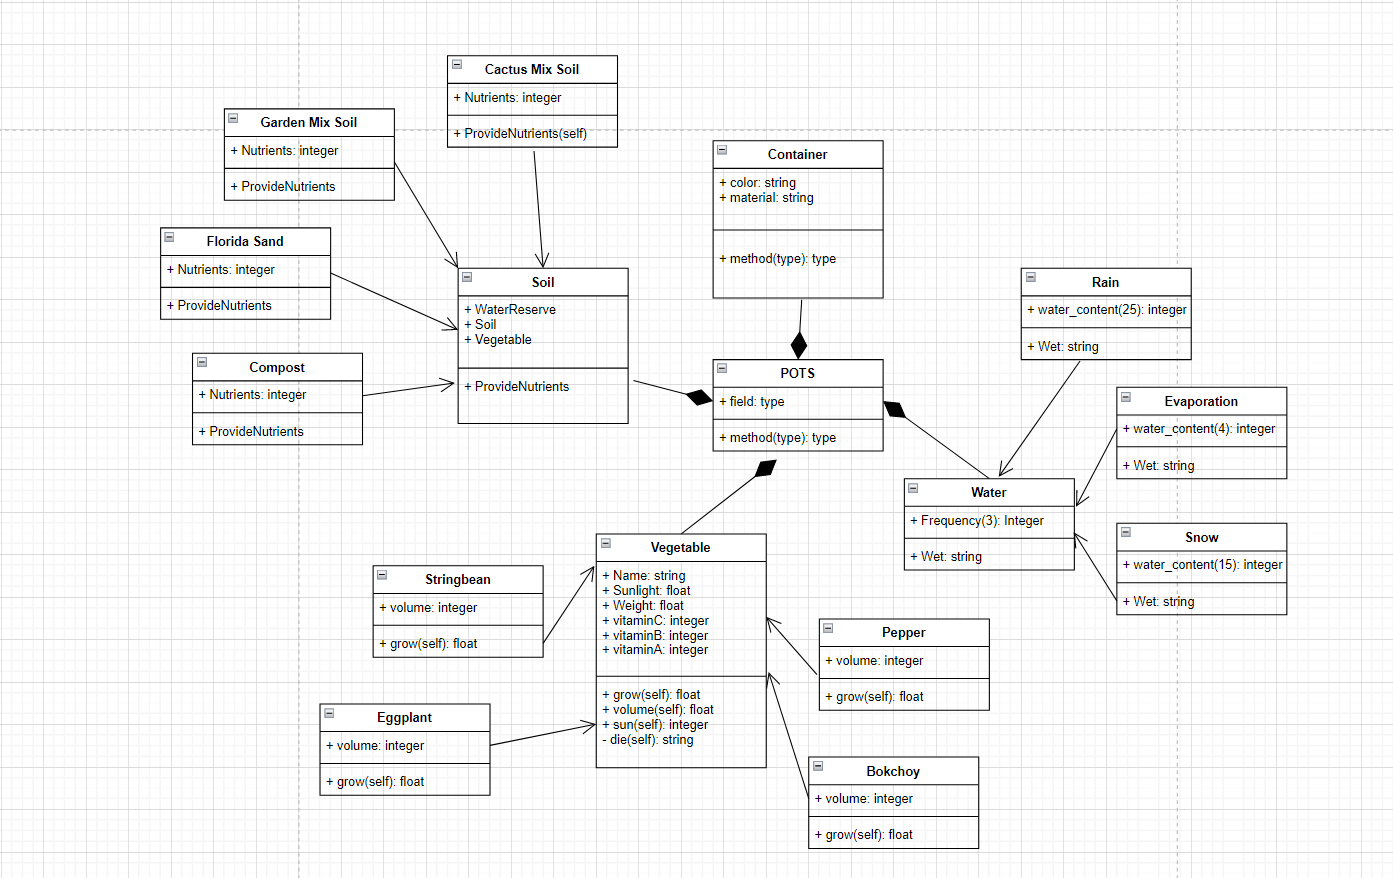 Cactus Mix Soil
+ Nutrients: integer
+ ProvideNutrients(self)
Garden Mix Soil
+ Nutrients: integer
+ ProvideNutrients
Container
+ color: string
+ material: string
+ method(type): type
Florida Sand
+ Nutrients: integer
+ ProvideNutrients
Soil
+ WaterReserve
+ Soil
+ Vegetable
+ ProvideNutrients
Rain
+ water_content(25): integer
+ Wet: string
Compost
+ Nutrients: integer
+ ProvideNutrients
POTS
+ field: type
+ method(type): type
Evaporation
+ water_content(4): integer
+ Wet: string
Water
+ Frequency(3): Integer
+ Wet: string
Snow
+ water_content(15): integer
+ Wet: string
Vegetable
+ Name: string
+ Sunlight: float
+ Weight: float
+ vitaminC: integer
+ vitaminB: integer
+ vitaminA: integer
+ grow(self): float
+ volume(self): float
+ sun(self): integer
- die(self): string
Stringbean
+ volume: integer
+ grow(self): float
Pepper
+ volume: integer
+ grow(self): float
Eggplant
+ volume: integer
+ grow(self): float
Bokchoy
+ volume: integer
+ grow(self): float